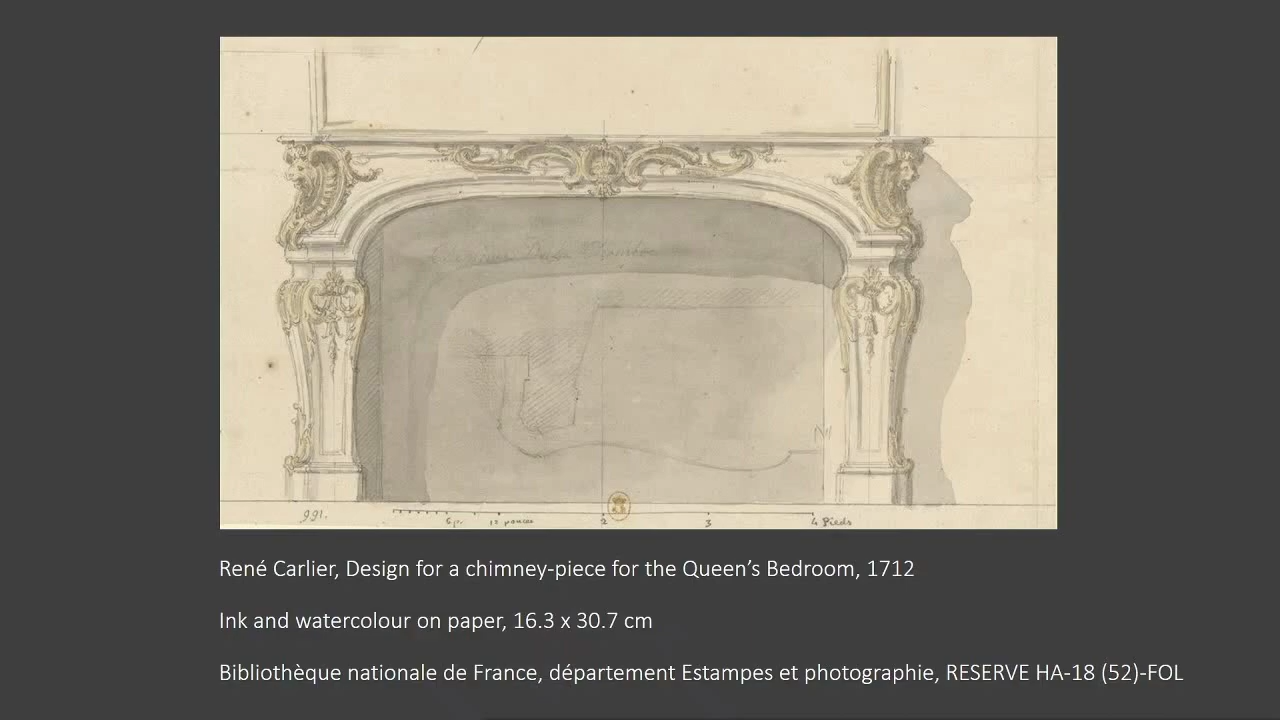 991.
6 p. 12 pouces 2 3 4 Pieds
René Carlier, Design for a chimney-piece for the Queen’s Bedroom, 1712
Ink and watercolour on paper, 16.3 x 30.7 cm
Bibliothèque nationale de France, département Estampes et photographie, RESERVE HA-18 (52)-FOL